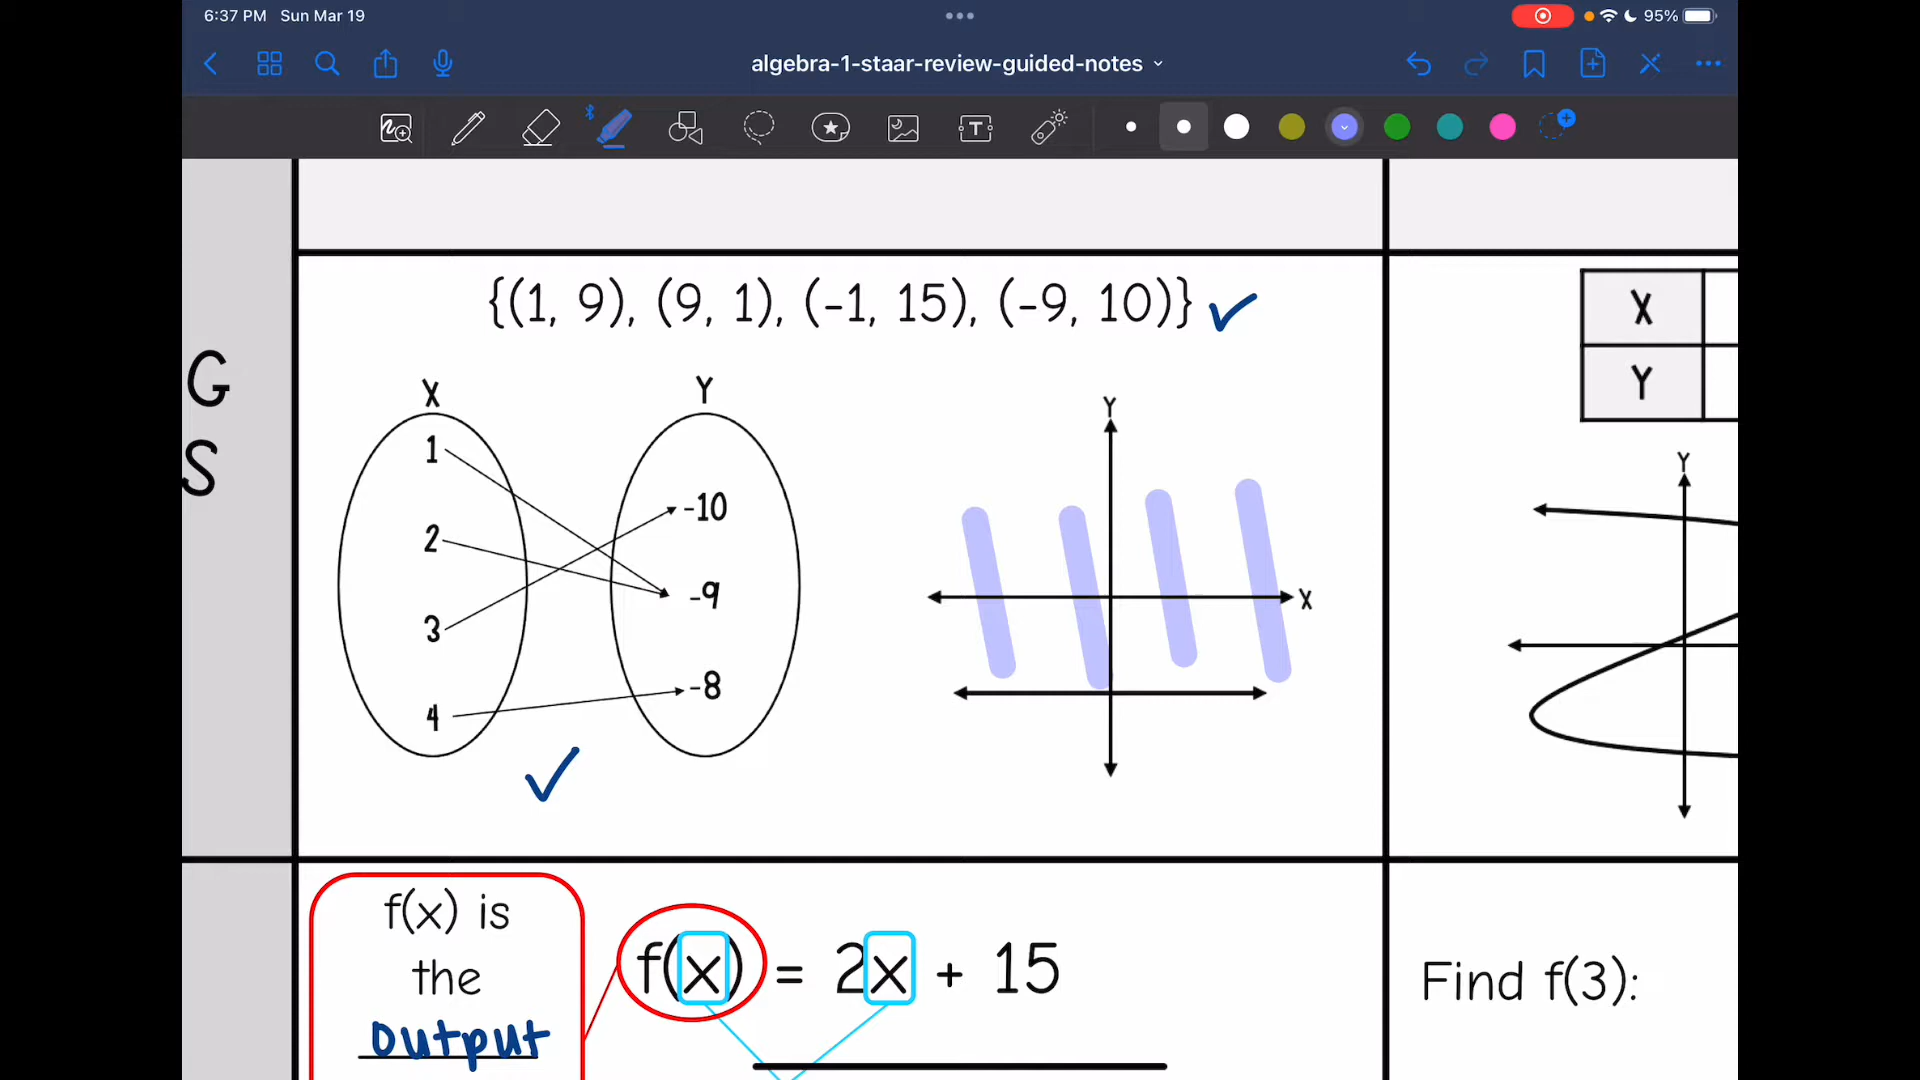 6:37 PM Sun Mar 19
95%
algebra-1-staar-review-guided-notes
{(1, 9), (9, 1), (-1, 15), (-9, 10)}
X
Y
G
S
X
Y
1
2
3
4
-10
-9
-8
Y
X
Y
f(x) is
the
output
f(x) = 2x + 15
Find f(3):